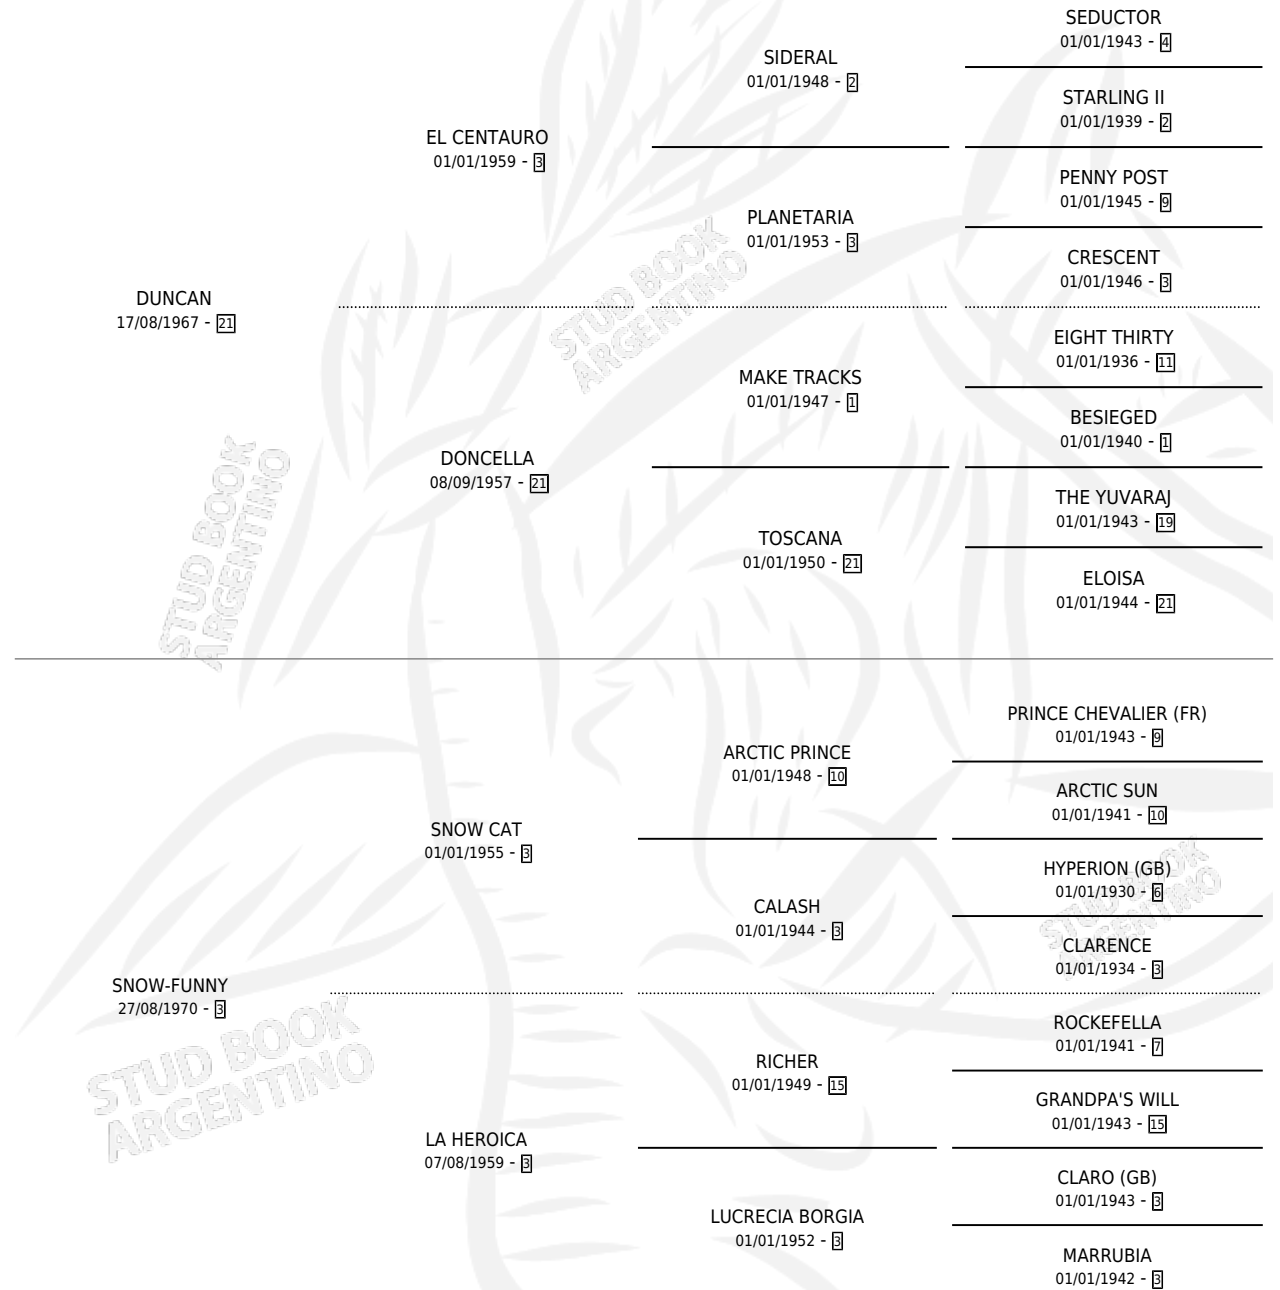 SEDUCTOR
01/01/1943 - 4
SIDERAL
01/01/1948 - 2
STARLING II
01/01/1939 - 2
EL CENTAURO
01/01/1959 - 3
PENNY POST
01/01/1945 - 9
PLANETARIA
01/01/1953 - 3
CRESCENT
01/01/1946 - 3
DUNCAN
17/08/1967 - 21
EIGHT THIRTY
01/01/1936 - 11
MAKE TRACKS
01/01/1947 - 1
BESIEGED
01/01/1940 - 1
DONCELLA
08/09/1957 - 21
THE YUVARAJ
01/01/1943 - 19
TOSCANA
01/01/1950 - 21
ELOISA
01/01/1944 - 21
STUD BOOK
ARGENTINO
STUD BOOK
ARGENTINO
PRINCE CHEVALIER (FR)
01/01/1943 - 9
ARCTIC PRINCE
01/01/1948 - 10
ARCTIC SUN
01/01/1941 - 10
SNOW CAT
01/01/1955 - 3
HYPERION (GB)
01/01/1930 - 6
CALASH
01/01/1944 - 3
CLARENCE
01/01/1934 - 3
SNOW-FUNNY
27/08/1970 - 3
ROCKEFELLA
01/01/1941 - 7
RICHER
01/01/1949 - 15
GRANDPA'S WILL
01/01/1943 - 15
LA HEROICA
07/08/1959 - 3
CLARO (GB)
01/01/1943 - 3
LUCRECIA BORGIA
01/01/1952 - 3
MARRUBIA
01/01/1942 - 3
STUD BOOK
ARGENTINO
STUD BOOK
ARGENTINO